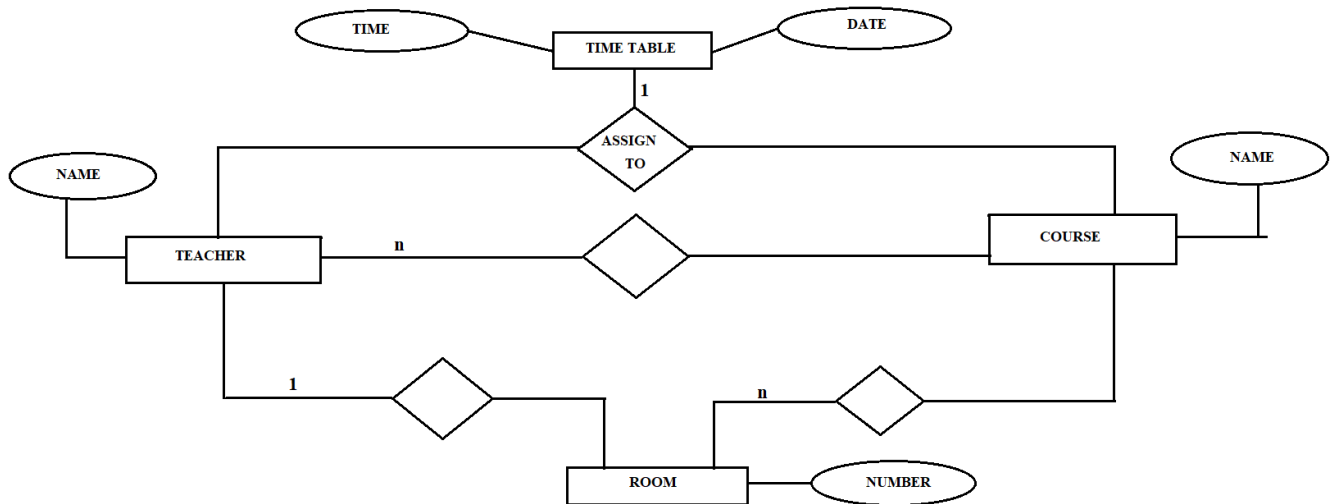 TIME
TIME TABLE
DATE
1
ASSIGN
TO
NAME
NAME
TEACHER
n
COURSE
1
n
ROOM
NUMBER